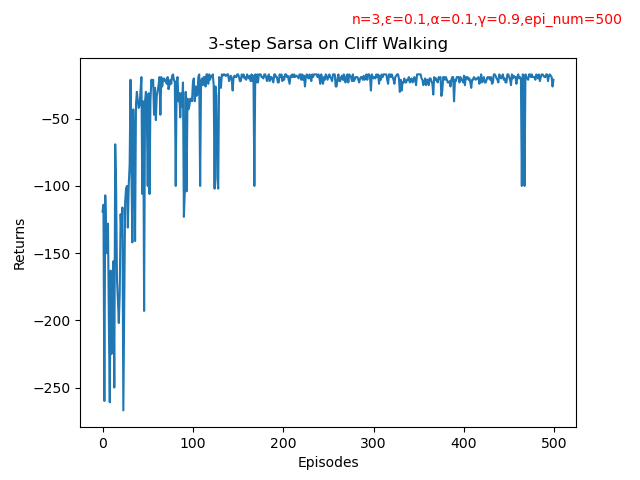 n=3,ε=0.1,α=0.1,γ=0.9,epi_num=500
3-step Sarsa on Cliff Walking
Returns
−50
−100
−150
−200
−250
0 100 200 300 400 500
Episodes